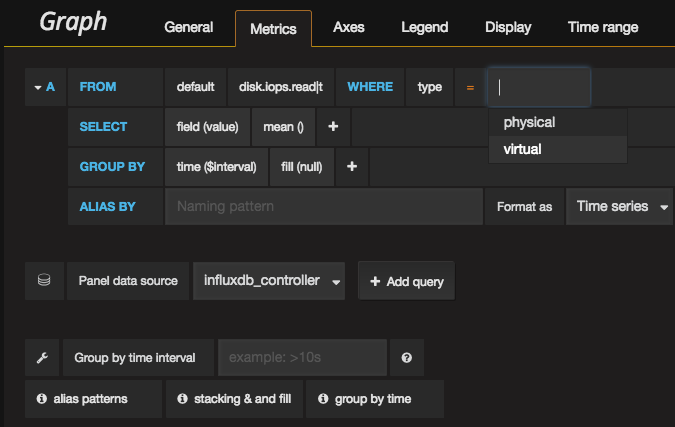 Graph General Metrics Axes Legend Display Time range
A FROM default disk.iops.read|t WHERE type =
physical
SELECT field (value) mean () +
virtual
GROUP BY time ($interval) fill (null) +
ALIAS BY Naming pattern Format as Time series
Panel data source influxdb_controller + Add query
Group by time interval example: >10s
alias patterns stacking & and fill group by time